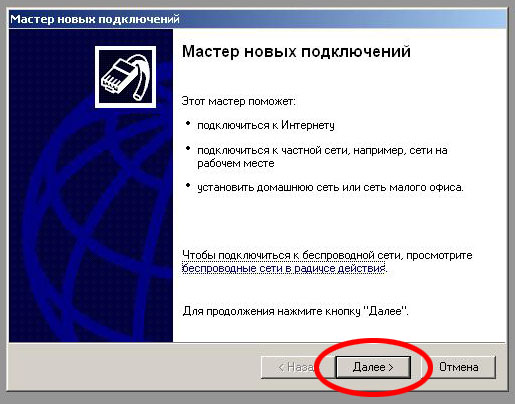 Мастер новых подключений
Мастер новых подключений
Этот мастер поможет:
• подключиться к Интернету
• подключиться к частной сети, например, сети на
рабочем месте
• установить домашнюю сеть или сеть малого офиса.
Чтобы подключиться к беспроводной сети, просмотрите
беспроводные сети в радиусе действия.
Для продолжения нажмите кнопку "Далее".
Далее >
Отмена